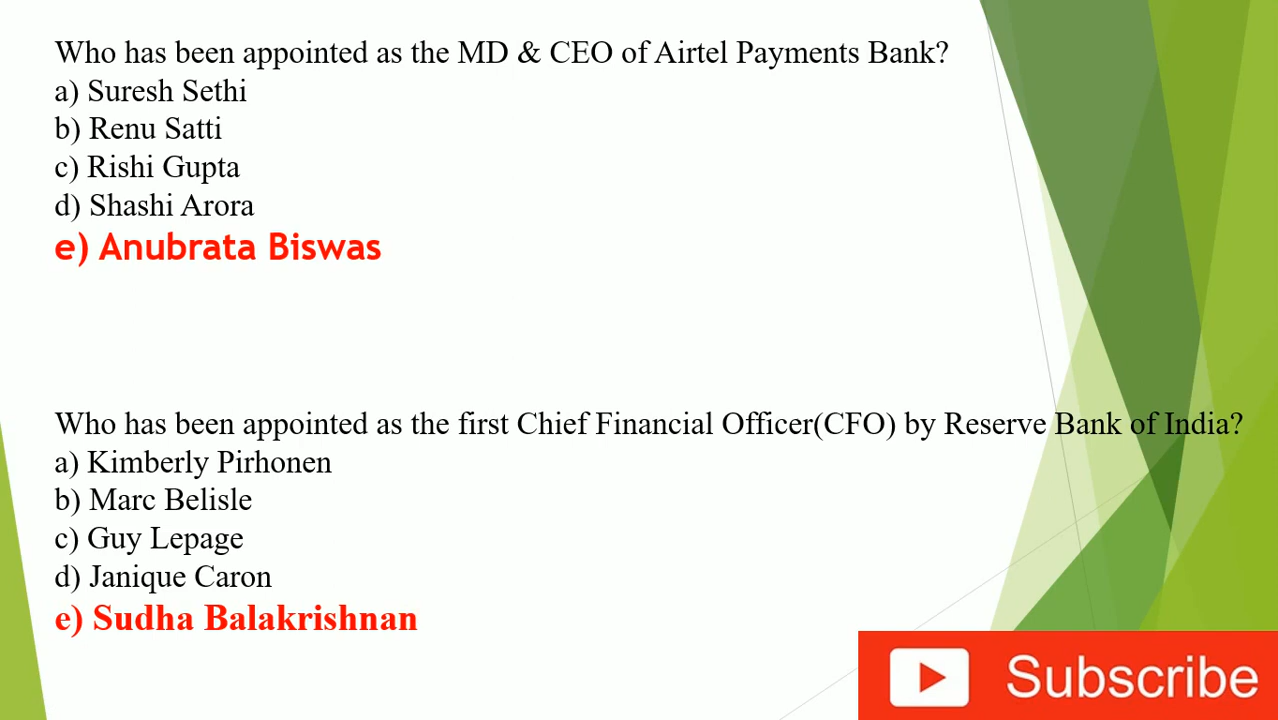 Who has been appointed as the MD & CEO of Airtel Payments Bank?
a) Suresh Sethi
b) Renu Satti
c) Rishi Gupta
d) Shashi Arora
e) Anubrata Biswas
Who has been appointed as the first Chief Financial Officer(CFO) by Reserve Bank of India?
a) Kimberly Pirhonen
b) Marc Belisle
c) Guy Lepage
d) Janique Caron
e) Sudha Balakrishnan
Subscribe